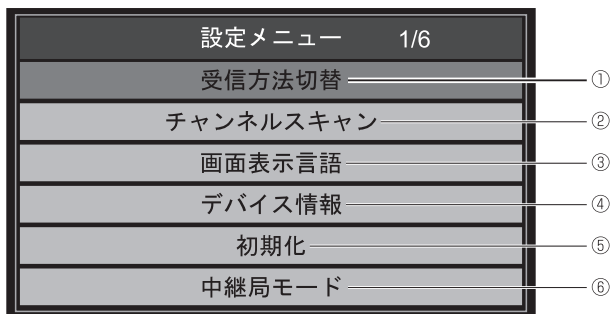 設定メニュー 1/6
受信方法切替 ①
チャンネルスキャン ②
画面表示言語 ③
デバイス情報 ④
初期化 ⑤
中継局モード ⑥